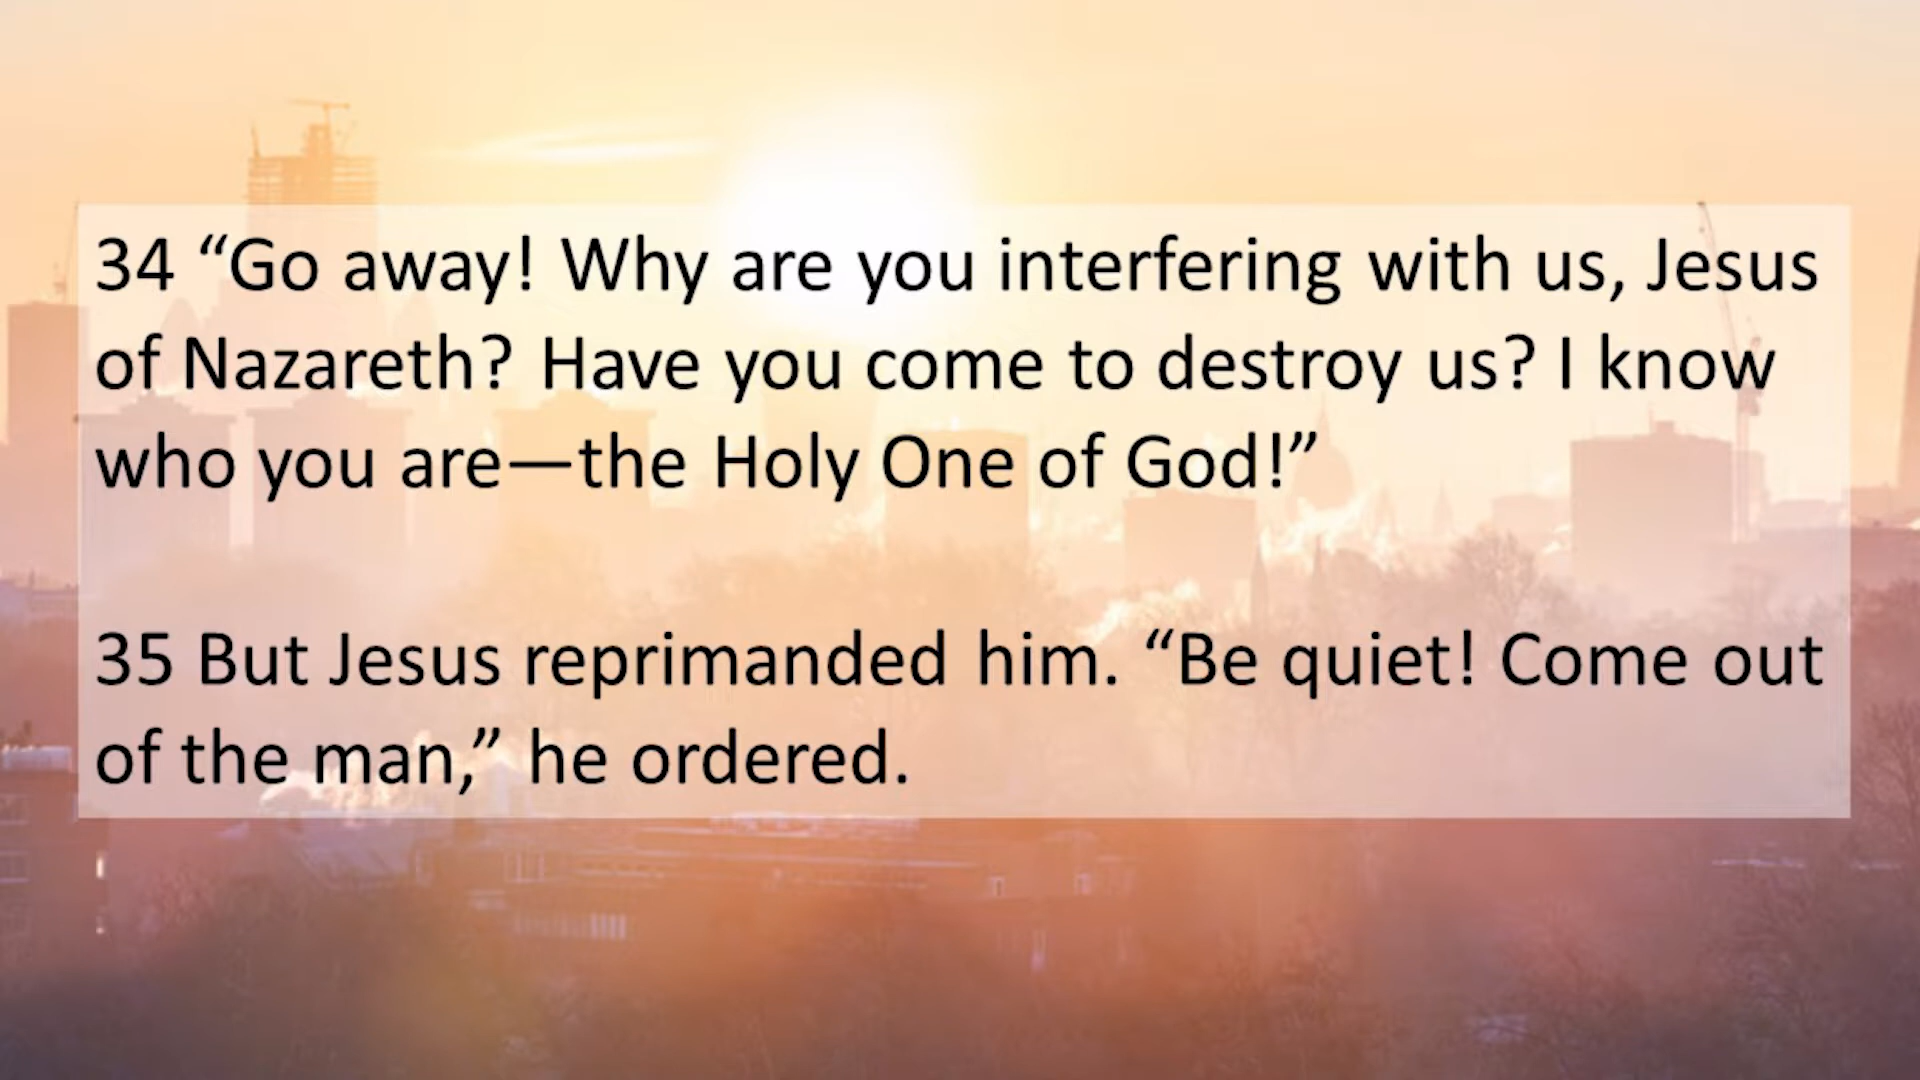 34 “Go away! Why are you interfering with us, Jesus
of Nazareth? Have you come to destroy us? I know
who you are—the Holy One of God!”
35 But Jesus reprimanded him. “Be quiet! Come out
of the man,” he ordered.